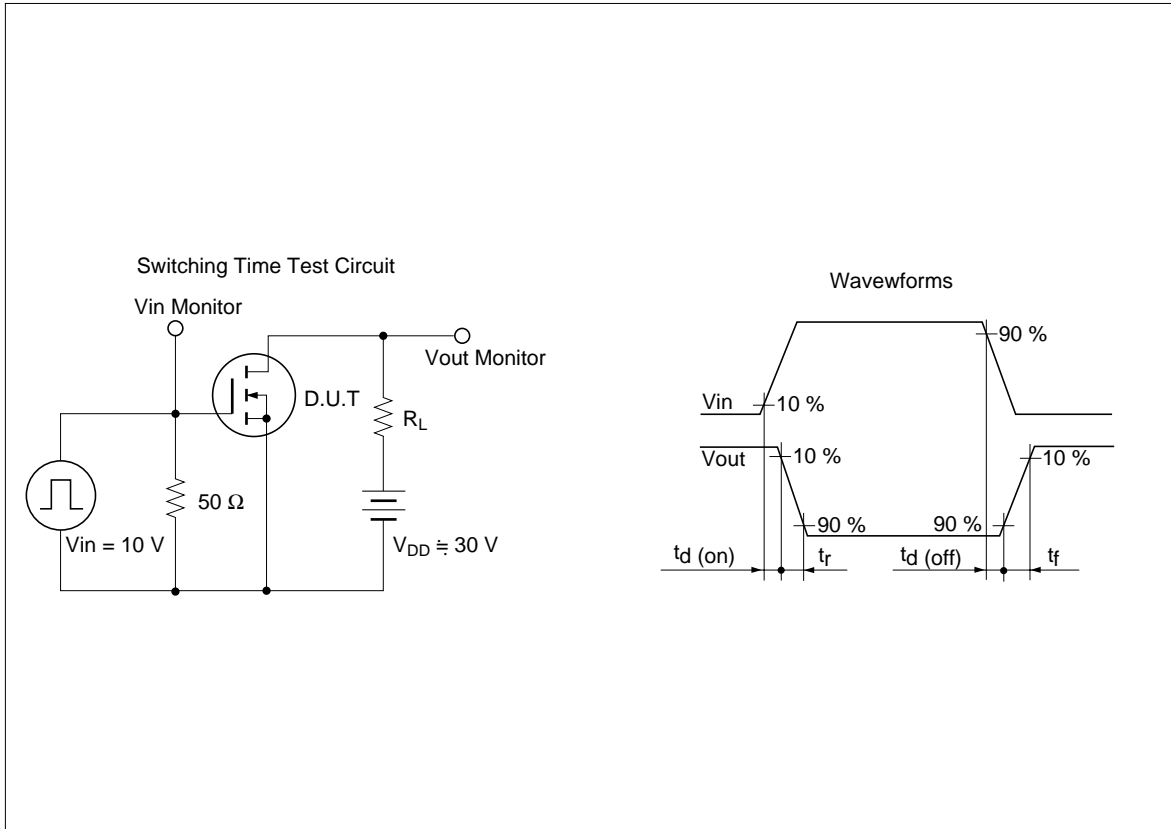 Switching Time Test Circuit
Vin Monitor
Vout Monitor
D.U.T
RL
50 Ω
Vin = 10 V
VDD ≒ 30 V
Wavewforms
90 %
Vin
10 %
Vout
10 %
10 %
90 %
90 %
td (on)
tr
td (off)
tf